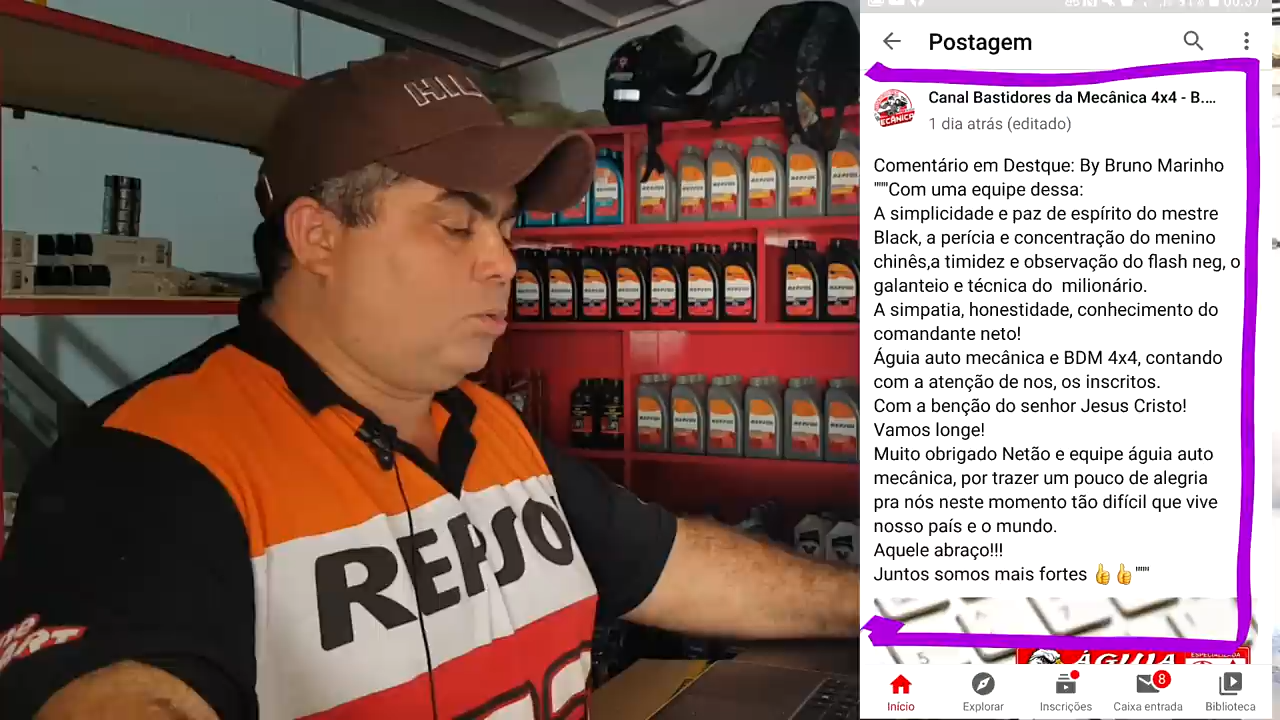 HILL
REPSOL
Postagem
Canal Bastidores da Mecânica 4x4 - B....
1 dia atrás (editado)
Comentário em Destque: By Bruno Marinho
""Com uma equipe dessa:
A simplicidade e paz de espírito do mestre
Black, a perícia e concentração do menino
chinês,a timidez e observação do flash neg, o
galanteio e técnica do milionário.
A simpatia, honestidade, conhecimento do
comandante neto!
Águia auto mecânica e BDM 4x4, contando
com a atenção de nos, os inscritos.
Com a benção do senhor Jesus Cristo!
Vamos longe!
Muito obrigado Netão e equipe águia auto
mecânica, por trazer um pouco de alegria
pra nós neste momento tão difícil que vive
nosso país e o mundo.
Aquele abraço!!!
Juntos somos mais fortes 👍👍"""
ÁGUIA
ESPECIALIZADA
8
Início
Explorar
Inscrições
Caixa entrada
Biblioteca